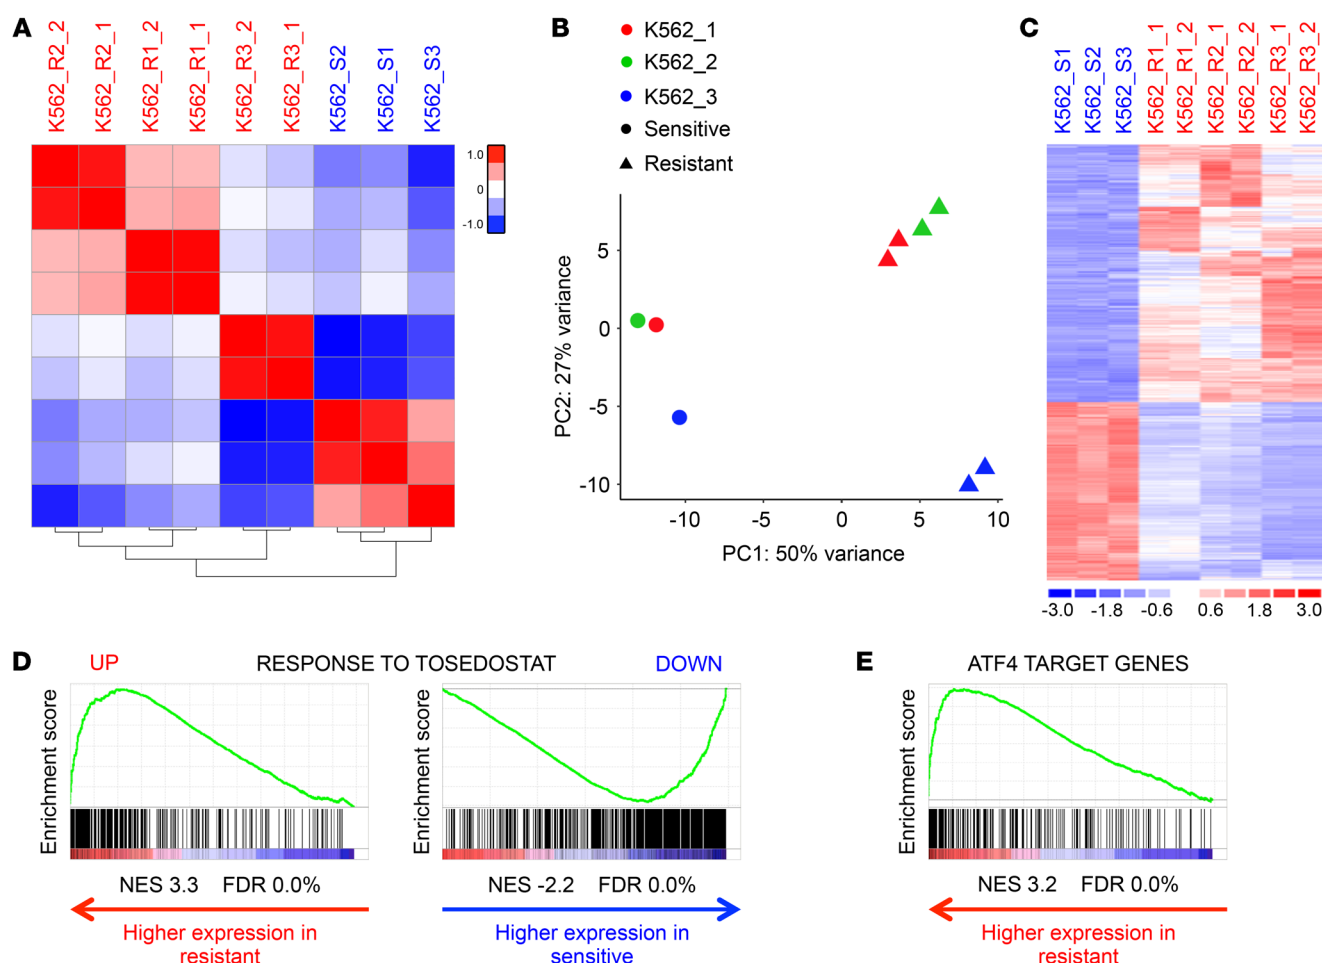 A
K562_R2_2
K562_R2_1
K562_R1_2
K562_R1_1
K562_R3_2
K562_R3_1
K562_S2
K562_S1
K562_S3
1.0
0
-1.0
B
K562_1
K562_2
K562_3
Sensitive
Resistant
PC2: 27% variance
5
0
-5
-10
-10
-5
0
5
10
PC1: 50% variance
C
K562_S1
K562_S2
K562_S3
K562_R1_1
K562_R1_2
K562_R2_1
K562_R2_2
K562_R3_1
K562_R3_2
-3.0
-1.8
-0.6
0.6
1.8
3.0
D
UP
RESPONSE TO TOSEDOSTAT
DOWN
Enrichment score
NES 3.3 FDR 0.0%
Higher expression in
resistant
Enrichment score
NES -2.2 FDR 0.0%
Higher expression in
sensitive
E
ATF4 TARGET GENES
Enrichment score
NES 3.2 FDR 0.0%
Higher expression in
resistant